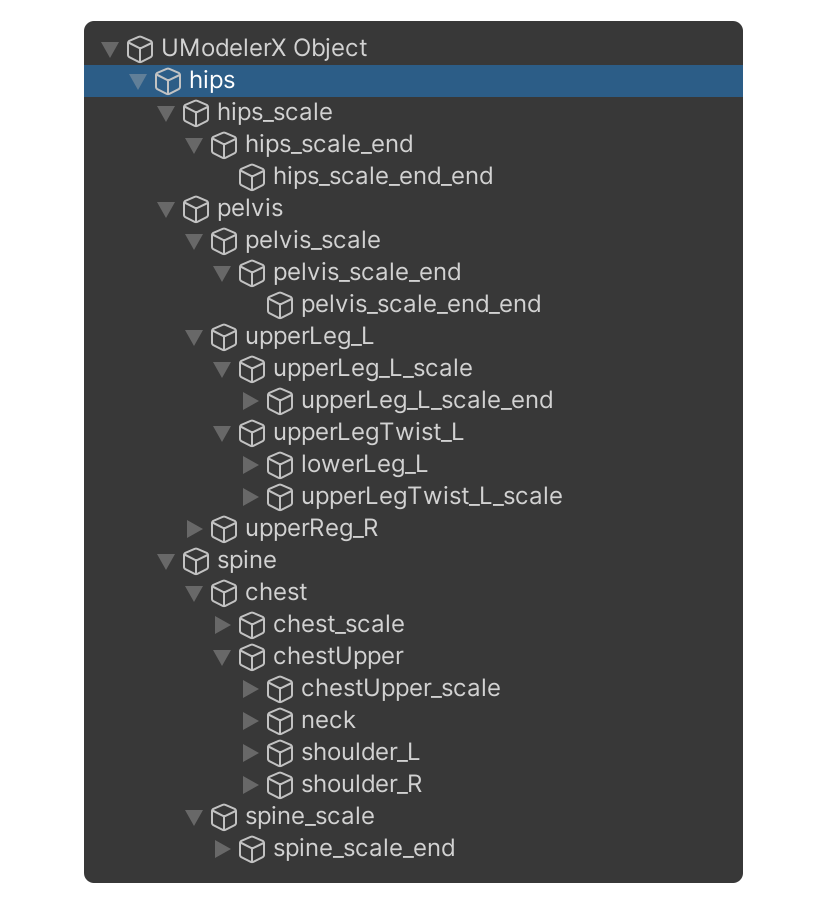 UModelerX Object
hips
hips_scale
hips_scale_end
hips_scale_end_end
pelvis
pelvis_scale
pelvis_scale_end
pelvis_scale_end_end
upperLeg_L
upperLeg_L_scale
upperLeg_L_scale_end
upperLegTwist_L
lowerLeg_L
upperLegTwist_L_scale
upperReg_R
spine
chest
chest_scale
chestUpper
chestUpper_scale
neck
shoulder_L
shoulder_R
spine_scale
spine_scale_end